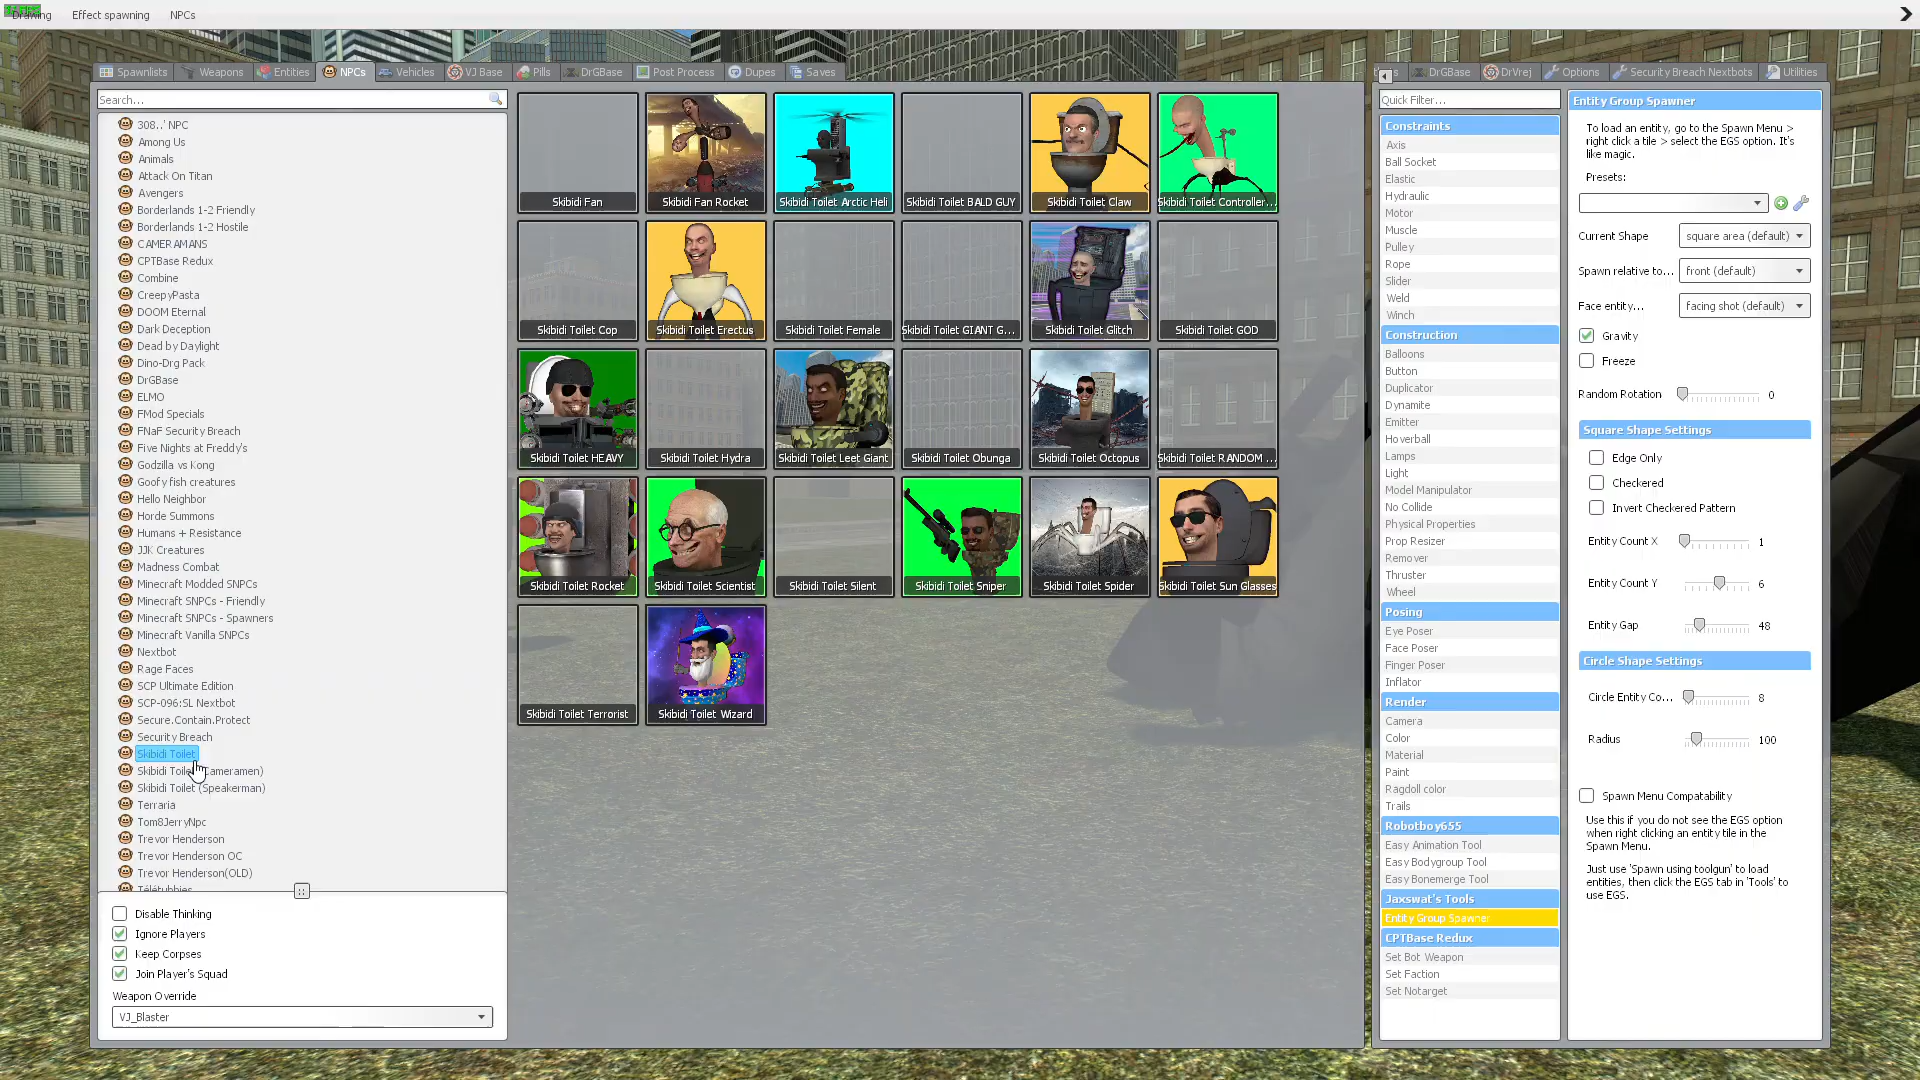 Drawing Effect spawning NPCs
Spawnlists Weapons Entities NPCs Vehicles VJ Base Pills DrGBase Post Process Dupes Saves
Search...
308..' NPC
Among Us
Animals
Attack On Titan
Avengers
Borderlands 1-2 Friendly
Borderlands 1-2 Hostile
CAMERAMANS
CPTBase Redux
Combine
CreepyPasta
DOOM Eternal
Dark Deception
Dead by Daylight
Dino-Drg Pack
DrGBase
ELMO
FMod Specials
FNaF Security Breach
Five Nights at Freddy's
Godzilla vs Kong
Goofy fish creatures
Hello Neighbor
Horde Summons
Humans + Resistance
JJK Creatures
Madness Combat
Minecraft Modded SNPCs
Minecraft SNPCs - Friendly
Minecraft SNPCs - Spawners
Minecraft Vanilla SNPCs
Nextbot
Rage Faces
SCP Ultimate Edition
SCP-096:SL Nextbot
Secure.Contain.Protect
Security Breach
Skibidi Toilet
Skibidi Toilet (Cameramen)
Skibidi Toilet (Speakerman)
Terraria
Tom8JerryNpc
Trevor Henderson
Trevor Henderson OC
Trevor Henderson(OLD)
Télétubbies
Disable Thinking
Ignore Players
Keep Corpses
Join Player's Squad
Weapon Override
VJ_Blaster
Skibidi Fan
Skibidi Fan Rocket
Skibidi Toilet Arctic Heli
Skibidi Toilet BALD GUY
Skibidi Toilet Claw
Skibidi Toilet Controller...
Skibidi Toilet Cop
Skibidi Toilet Erectus
Skibidi Toilet Female
Skibidi Toilet GIANT G...
Skibidi Toilet Glitch
Skibidi Toilet GOD
Skibidi Toilet HEAVY
Skibidi Toilet Hydra
Skibidi Toilet Leet Giant
Skibidi Toilet Obunga
Skibidi Toilet Octopus
Skibidi Toilet RANDOM ...
Skibidi Toilet Rocket
Skibidi Toilet Scientist
Skibidi Toilet Silent
Skibidi Toilet Sniper
Skibidi Toilet Spider
Skibidi Toilet Sun Glasses
Skibidi Toilet Terrorist
Skibidi Toilet Wizard
DrGBase DrVrej Options Security Breach Nextbots Utilities
Quick Filter...
Constraints
Axis
Ball Socket
Elastic
Hydraulic
Motor
Muscle
Pulley
Rope
Slider
Weld
Winch
Construction
Balloons
Button
Duplicator
Dynamite
Emitter
Hoverball
Lamps
Light
Model Manipulator
No Collide
Physical Properties
Prop Resizer
Remover
Thruster
Wheel
Posing
Eye Poser
Face Poser
Finger Poser
Inflator
Render
Camera
Color
Material
Paint
Ragdoll color
Trails
Robotboy655
Easy Animation Tool
Easy Bodygroup Tool
Easy Bonemerge Tool
Jaxswat's Tools
Entity Group Spawner
CPTBase Redux
Set Bot Weapon
Set Faction
Set Notarget
Entity Group Spawner
To load an entity, go to the Spawn Menu >
right click a tile > select the EGS option. It's
like magic.
Presets:
Current Shape square area (default)
Spawn relative to... front (default)
Face entity... facing shot (default)
Gravity
Freeze
Random Rotation 0
Square Shape Settings
Edge Only
Checkered
Invert Checkered Pattern
Entity Count X 1
Entity Count Y 6
Entity Gap 48
Circle Shape Settings
Circle Entity Co... 8
Radius 100
Spawn Menu Compatability
Use this if you do not see the EGS option
when right clicking an entity tile in the
Spawn Menu.
Just use 'Spawn using toolgun' to load
entities, then click the EGS tab in 'Tools' to
use EGS.